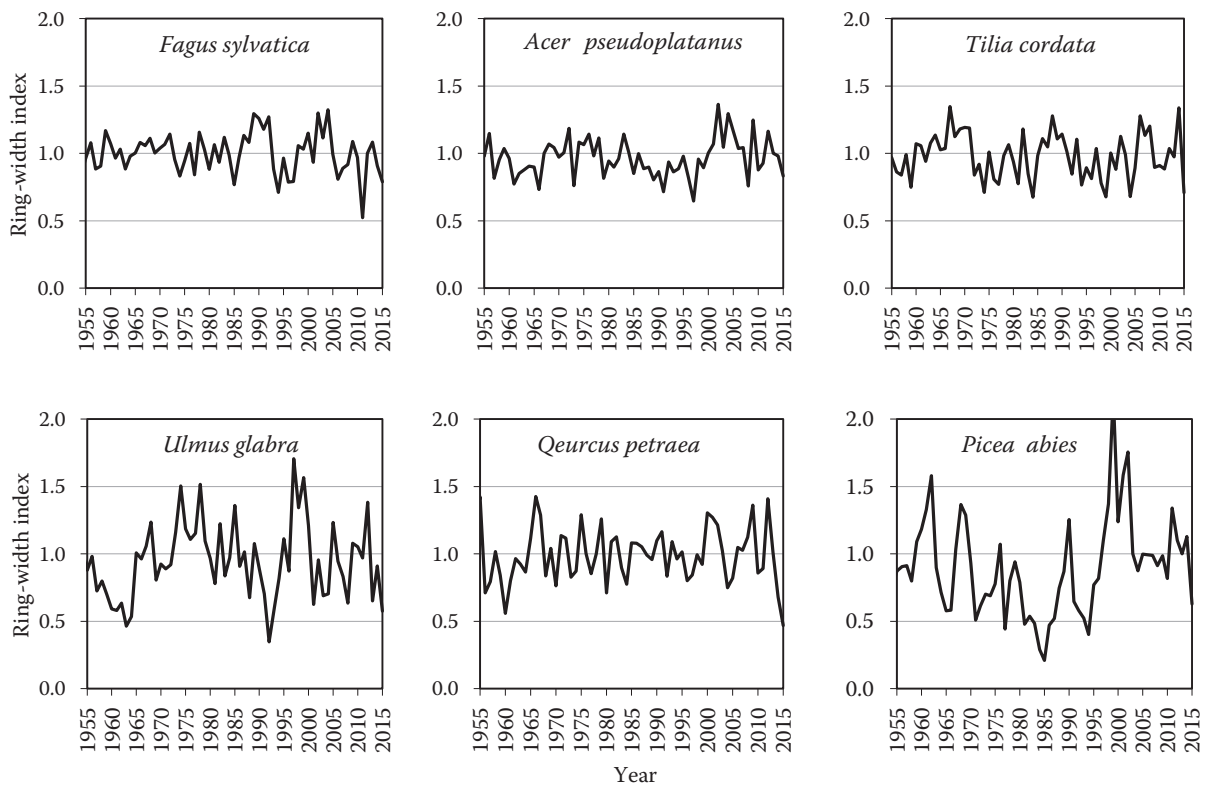 Fagus sylvatica
Ring-width index
2.0
1.5
1.0
0.5
0.0
1955 1960 1965 1970 1975 1980 1985 1990 1995 2000 2005 2010 2015
Acer pseudoplatanus
2.0
1.5
1.0
0.5
0.0
1955 1960 1965 1970 1975 1980 1985 1990 1995 2000 2005 2010 2015
Tilia cordata
2.0
1.5
1.0
0.5
0.0
1955 1960 1965 1970 1975 1980 1985 1990 1995 2000 2005 2010 2015
Ulmus glabra
Ring-width index
2.0
1.5
1.0
0.5
0.0
1955 1960 1965 1970 1975 1980 1985 1990 1995 2000 2005 2010 2015
Qeurcus petraea
2.0
1.5
1.0
0.5
0.0
1955 1960 1965 1970 1975 1980 1985 1990 1995 2000 2005 2010 2015
Picea abies
2.0
1.5
1.0
0.5
0.0
1955 1960 1965 1970 1975 1980 1985 1990 1995 2000 2005 2010 2015
Year